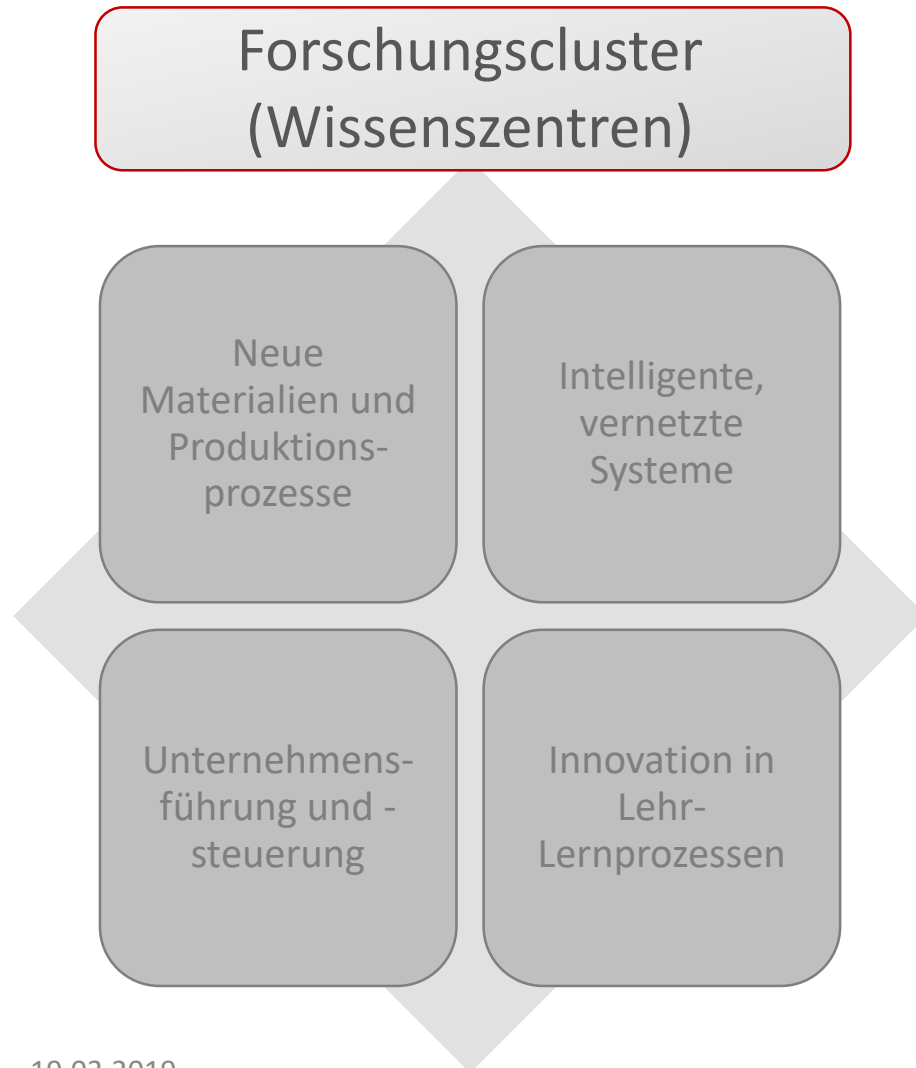 Forschungscluster
(Wissenszentren)
Neue
Materialien und
Produktions-
prozesse
Intelligente,
vernetzte
Systeme
Unternehmens-
führung und -
steuerung
Innovation in
Lehr-
Lernprozessen